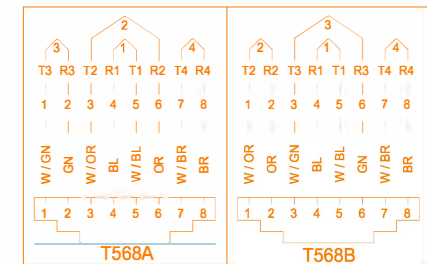 2
3 1 4
T3 R3 T2 R1 T1 R2 T4 R4
1 2 3 4 5 6 7 8
W / GN GN W / OR BL W / BL OR W / BR BR
1 2 3 4 5 6 7 8
T568A
3
2 1 4
T2 R2 T3 R1 T1 R3 T4 R4
1 2 3 4 5 6 7 8
W / OR OR W / GN BL W / BL GN W / BR BR
1 2 3 4 5 6 7 8
T568B